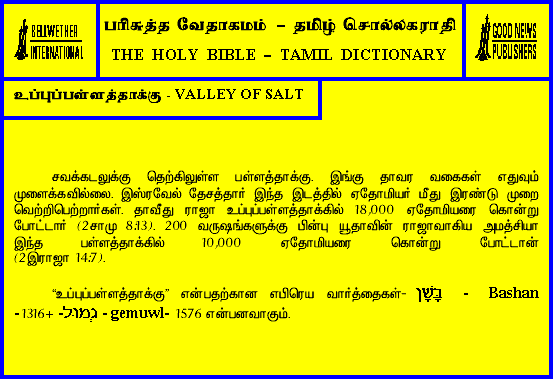 BELLWETHER
INTERNATIONAL
பரிசுத்த வேதாகமம் – தமிழ் சொல்லகராதி
THE HOLY BIBLE – TAMIL DICTIONARY
GOOD NEWS
PUBLISHERS
உப்புப்பள்ளத்தாக்கு - VALLEY OF SALT
சவக்கடலுக்கு தெற்கிலுள்ள பள்ளத்தாக்கு. இங்கு தாவர வகைகள் எதுவும்
முளைக்கவில்லை. இஸ்ரவேல் தேசத்தார் இந்த இடத்தில் ஏதோமியர் மீது இரண்டு முறை
வெற்றிபெற்றார்கள். தாவீது ராஜா உப்புப்பள்ளத்தாக்கில் 18,000 ஏதோமியரை கொன்று
போட்டார் (2சாமு 8:13). 200 வருஷங்களுக்கு பின்பு யூதாவின் ராஜாவாகிய அமத்சியா
இந்த பள்ளத்தாக்கில் 10,000 ஏதோமியரை கொன்று போட்டான்
(2இராஜா 14:7).
“உப்புப்பள்ளத்தாக்கு” என்பதற்கான எபிரெய வார்த்தைகள்- בָּשָׁן - Bashan
-1316+ -גְּמוּל - gemuwl- 1576 என்பனவாகும்.